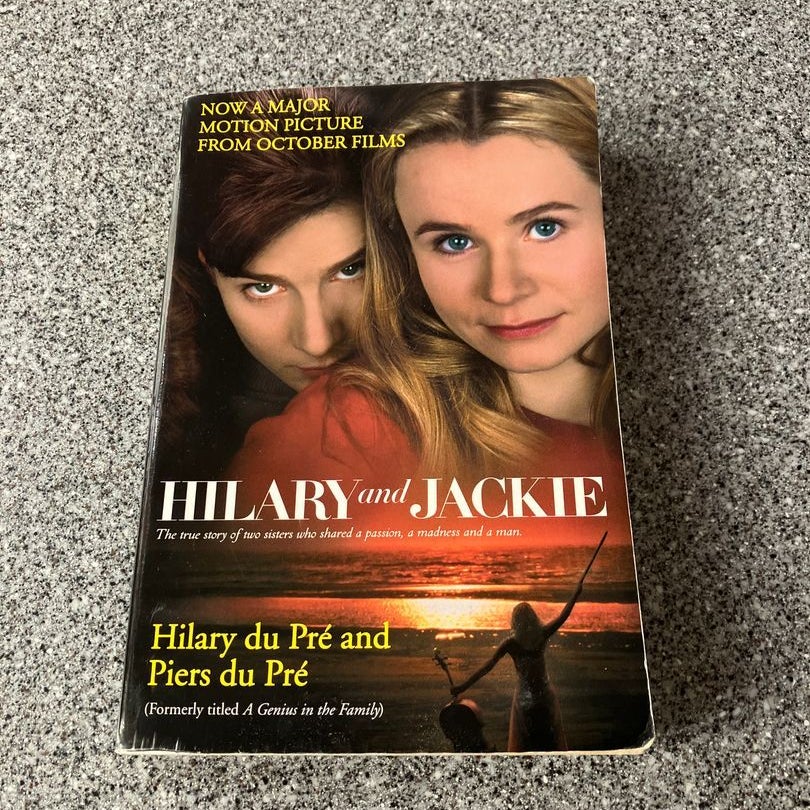 NOW A MAJOR
MOTION PICTURE
FROM OCTOBER FILMS
HILARY and JACKIE
The true story of two sisters who shared a passion, a madness and a man.
Hilary du Pré and
Piers du Pré
(Formerly titled A Genius in the Family)